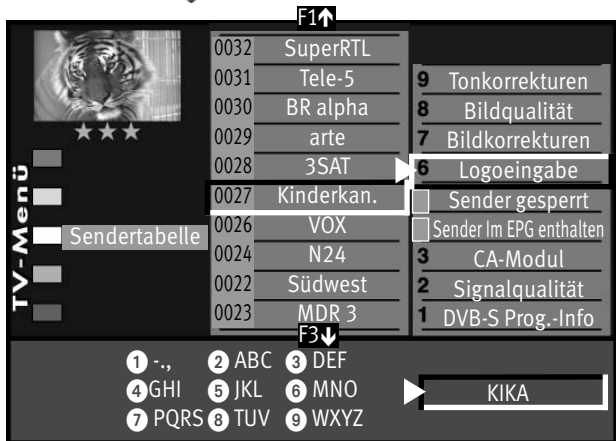 F1↑
TV-Menü
Sendertabelle
0032 SuperRTL
0031 Tele-5
0030 BR alpha
0029 arte
0028 3SAT
0027 Kinderkan.
0026 VOX
0024 N24
0022 Südwest
0023 MDR 3
F3↓
9 Tonkorrekturen
8 Bildqualität
7 Bildkorrekturen
6 Logoeingabe
Sender gesperrt
Sender Im EPG enthalten
3 CA-Modul
2 Signalqualität
1 DVB-S Prog.-Info
1 -., 2 ABC 3 DEF
4 GHI 5 JKL 6 MNO
7 PQRS 8 TUV 9 WXYZ
KIKA